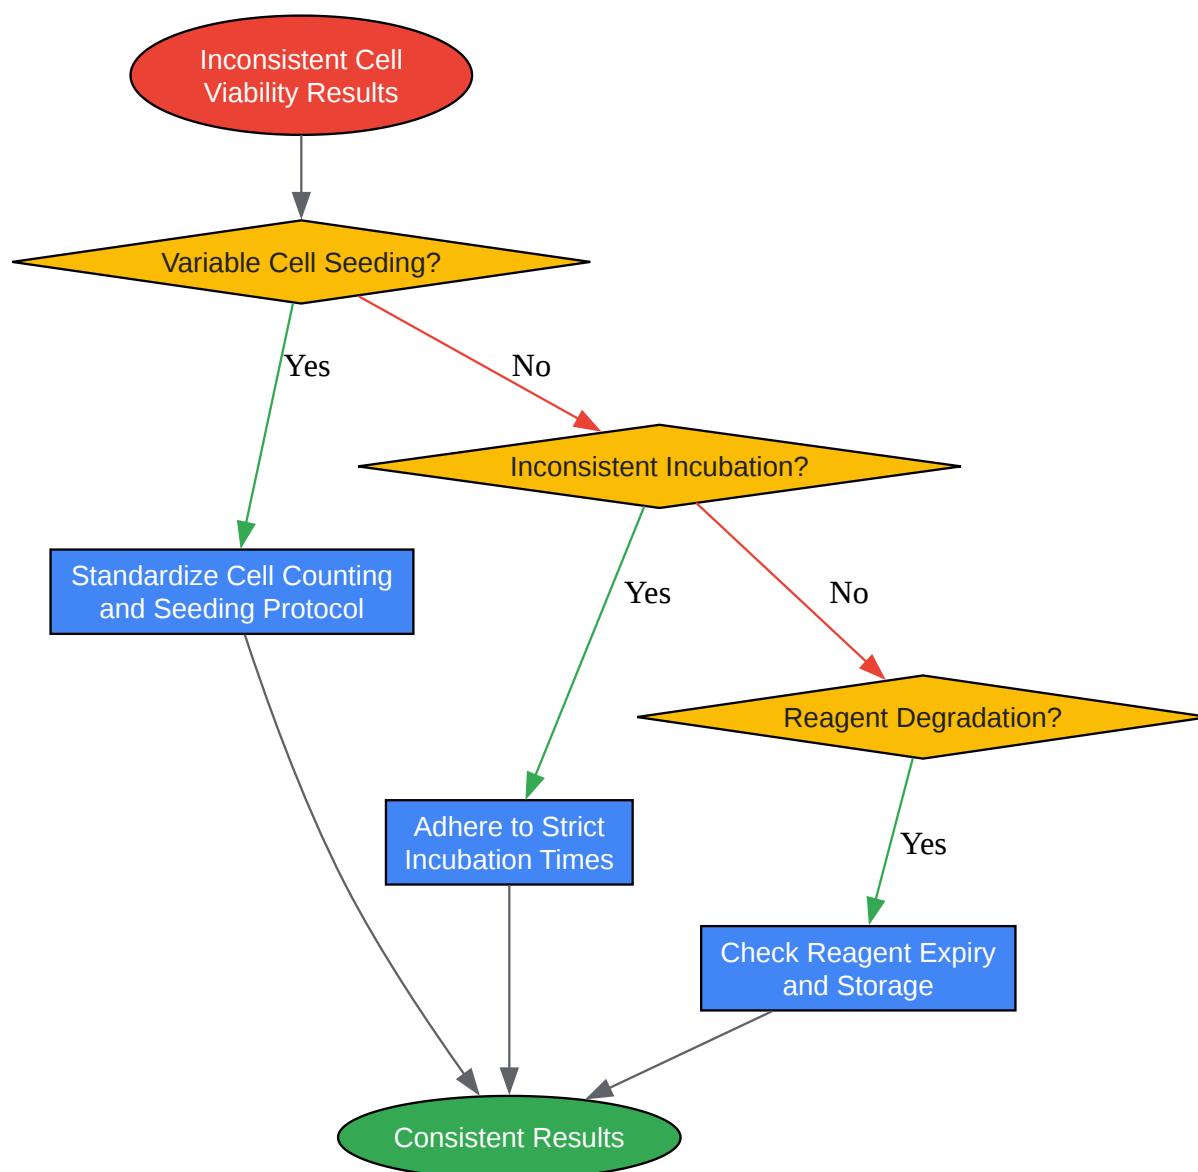 Inconsistent Cell
Viability Results
Variable Cell Seeding?
Yes
No
Inconsistent Incubation?
Standardize Cell Counting
and Seeding Protocol
Yes
No
Reagent Degradation?
Adhere to Strict
Incubation Times
Yes
Check Reagent Expiry
and Storage
Consistent Results